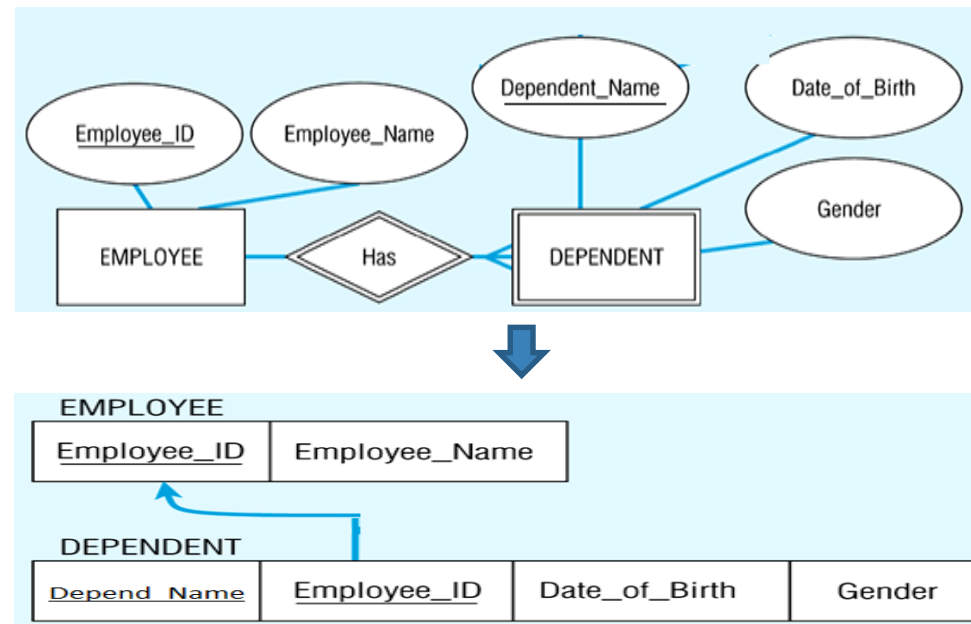 Dependent_Name
Date_of_Birth
Employee_ID
Employee_Name
Gender
EMPLOYEE
Has
DEPENDENT
EMPLOYEE
Employee_ID
Employee_Name
DEPENDENT
Depend_Name
Employee_ID
Date_of_Birth
Gender